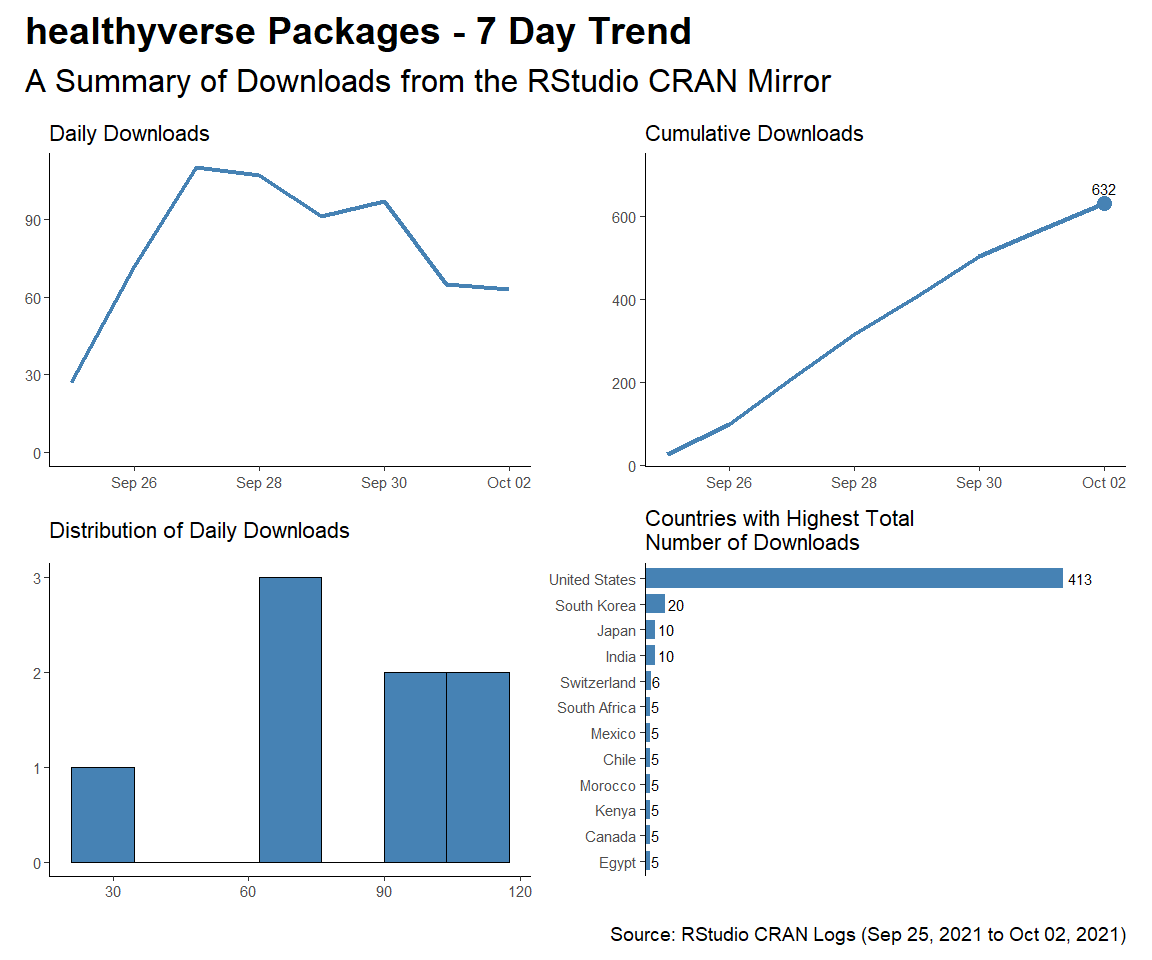 healthyverse Packages - 7 Day Trend
A Summary of Downloads from the RStudio CRAN Mirror
Daily Downloads
90
60
30
0
Sep 26
Sep 28
Sep 30
Oct 02
Cumulative Downloads
632
600
400
200
0
Sep 26
Sep 28
Sep 30
Oct 02
Distribution of Daily Downloads
3
2
1
0
30
60
90
120
Countries with Highest Total
Number of Downloads
United States 413
South Korea 20
Japan 10
India 10
Switzerland 6
South Africa 5
Mexico 5
Chile 5
Morocco 5
Kenya 5
Canada 5
Egypt 5
Source: RStudio CRAN Logs (Sep 25, 2021 to Oct 02, 2021)